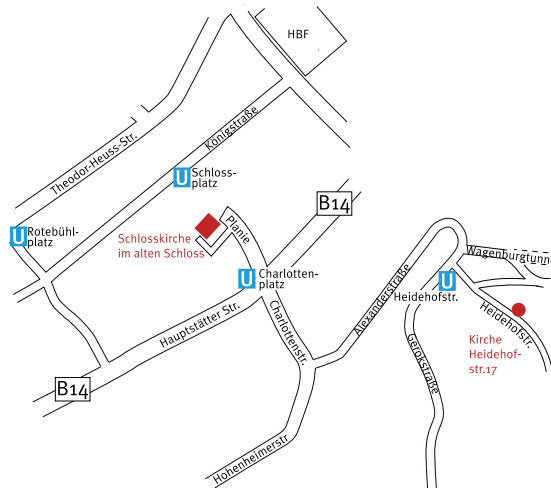 HBF
Theodor-Heuss-Str.
Königstraße
U Schloss-
platz
B14
U Rotebühl-
platz
Schlosskirche
im alten Schloss
Planie
Wagenburgtunne
U Charlotten-
platz
U
Heidehofstr.
Alexanderstraße
Hauptstätter Str.
Charlottenstr.
Heidehofstr.
Kirche
Heidehof-
str.17
Gerokstraße
B14
Hohenheimerstr